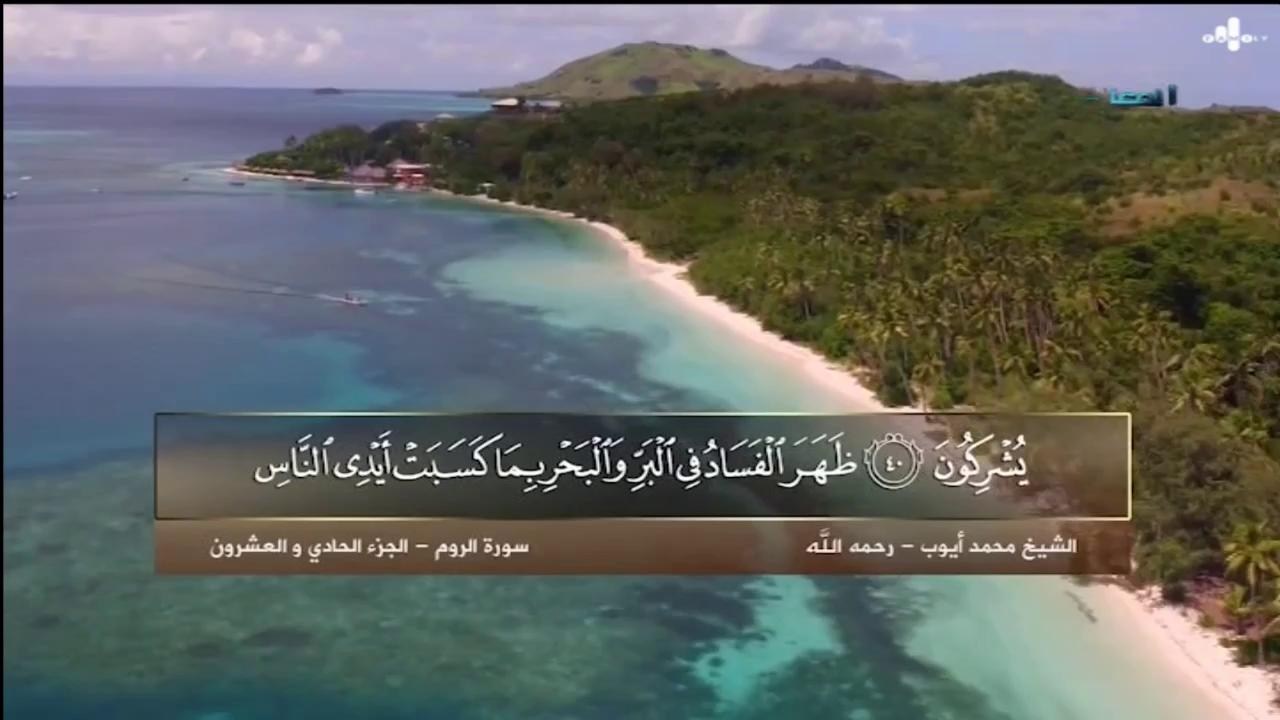 يُشْرِكُونَ ٤٠ ظَهَرَ ٱلْفَسَادُ فِى ٱلْبَرِّ وَٱلْبَحْرِ بِمَا كَسَبَتْ أَيْدِى ٱلنَّاسِ
الشيخ محمد أيوب – رحمه الله
سورة الروم – الجزء الحادي و العشرون